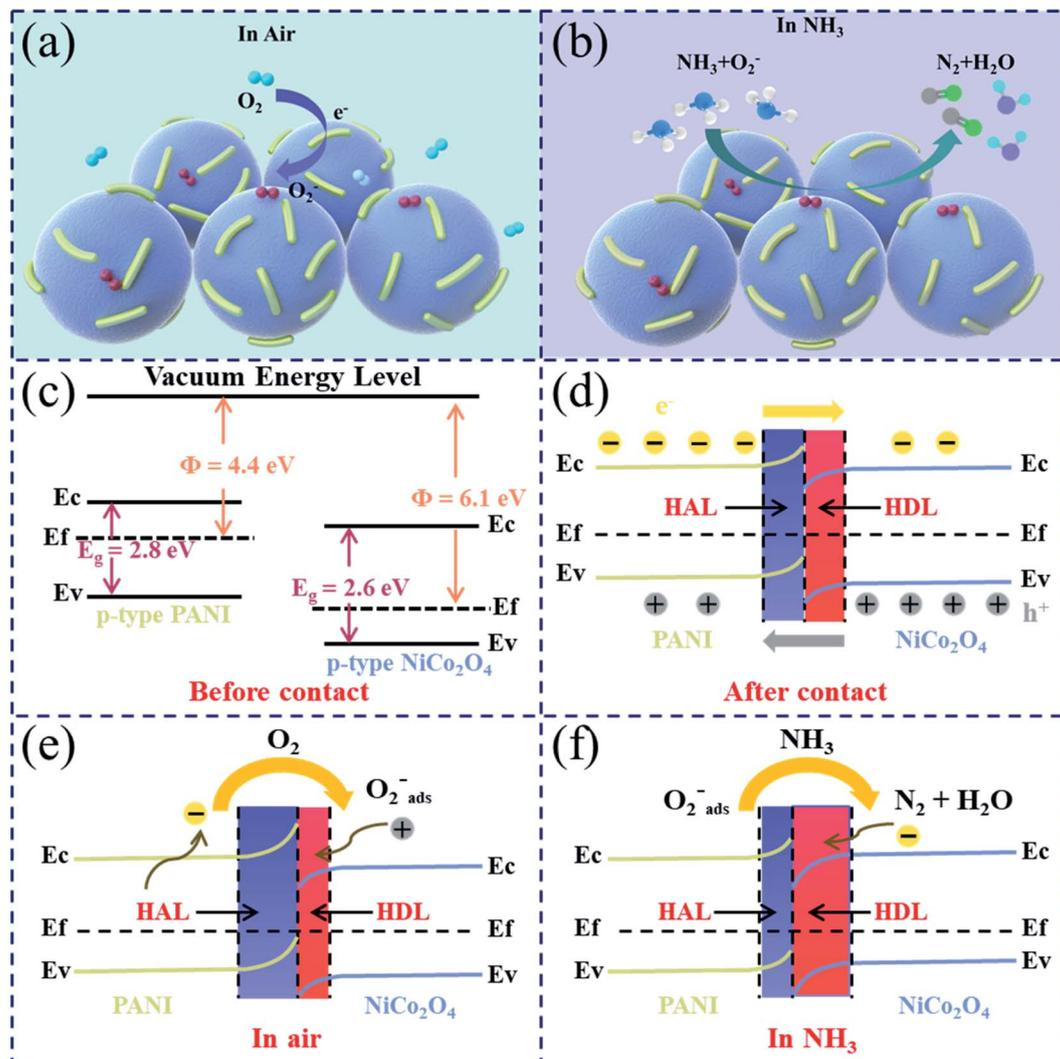 (a)
In Air
O₂
e⁻
O₂⁻
(b)
In NH₃
NH₃+O₂⁻
N₂+H₂O
(c)
Vacuum Energy Level
Φ = 4.4 eV
Φ = 6.1 eV
Ec
Ec
Ef
E_g = 2.8 eV
E_g = 2.6 eV
Ev
Ef
p-type PANI
Ev
p-type NiCo₂O₄
Before contact
(d)
e⁻
− − − − − −
Ec
Ec
HAL
HDL
Ef
Ef
Ev
Ev
+ + + + + +
h⁺
PANI
NiCo₂O₄
After contact
(e)
O₂
O₂⁻ads
−
+
Ec
Ec
HAL
HDL
Ef
Ef
Ev
Ev
PANI
NiCo₂O₄
In air
(f)
NH₃
O₂⁻ads
N₂ + H₂O
−
Ec
Ec
HAL
HDL
Ef
Ef
Ev
Ev
PANI
NiCo₂O₄
In NH₃